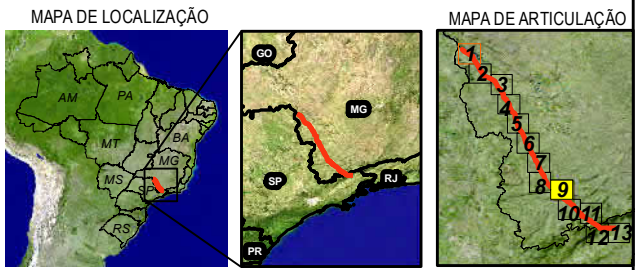 MAPA DE LOCALIZAÇÃO
AM
PA
MT
BA
MG
MS
SP
RS
GO
MG
SP
RJ
PR
MAPA DE ARTICULAÇÃO
1
2
3
4
5
6
7
8
9
10
11
12
13